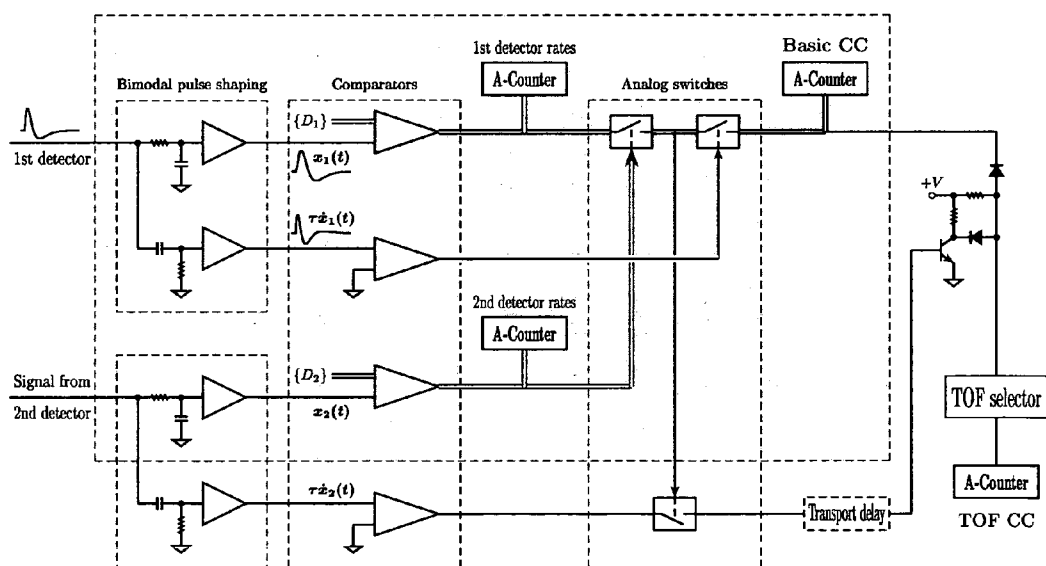 Basic CC
1st detector rates
A-Counter
A-Counter
Bimodal pulse shaping
Comparators
Analog switches
{D₁}
1st detector
x₁(t)
+V
τẋ₁(t)
2nd detector rates
A-Counter
Signal from
2nd detector
{D₂}
x₂(t)
TOF selector
τẋ₂(t)
A-Counter
Transport delay
TOF CC